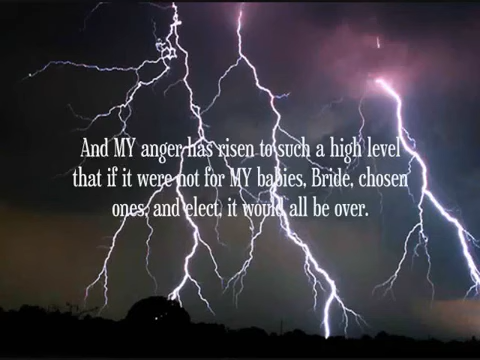 And MY anger has risen to such a high level
that if it were not for MY babies, Bride, chosen
ones, and elect, it would all be over.